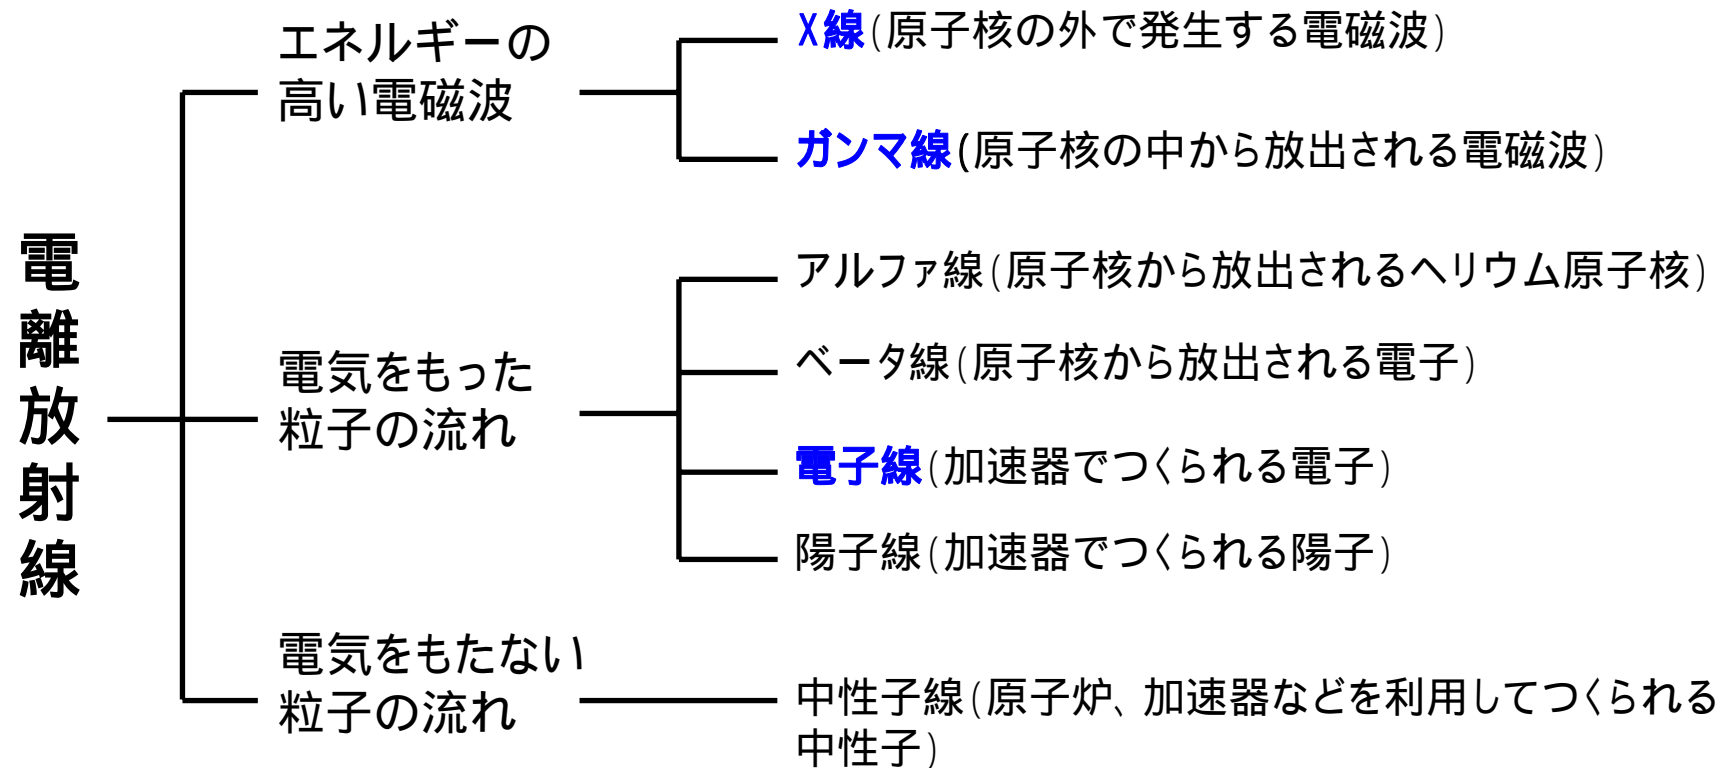 電離放射線
エネルギーの
高い電磁波
X線(原子核の外で発生する電磁波)
ガンマ線(原子核の中から放出される電磁波)
電気をもった
粒子の流れ
アルファ線(原子核から放出されるヘリウム原子核)
ベータ線(原子核から放出される電子)
電子線(加速器でつくられる電子)
陽子線(加速器でつくられる陽子)
電気をもたない
粒子の流れ
中性子線(原子炉、加速器などを利用してつくられる
中性子)